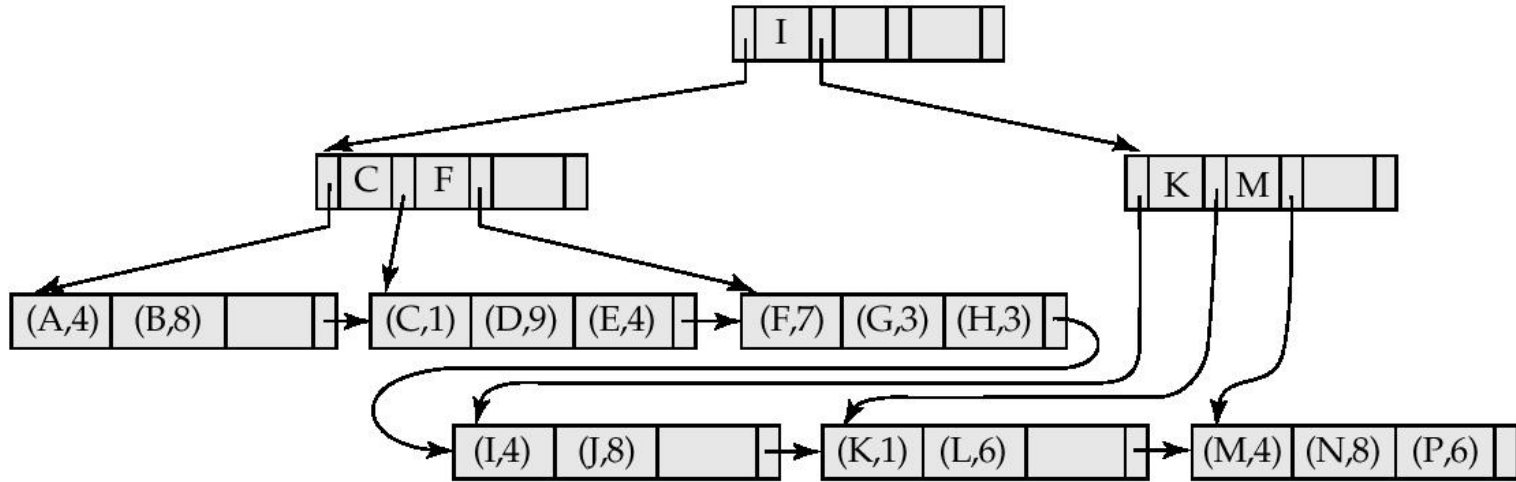 I
C F K M
(A,4) (B,8) (C,1) (D,9) (E,4) (F,7) (G,3) (H,3)
(I,4) (J,8) (K,1) (L,6) (M,4) (N,8) (P,6)